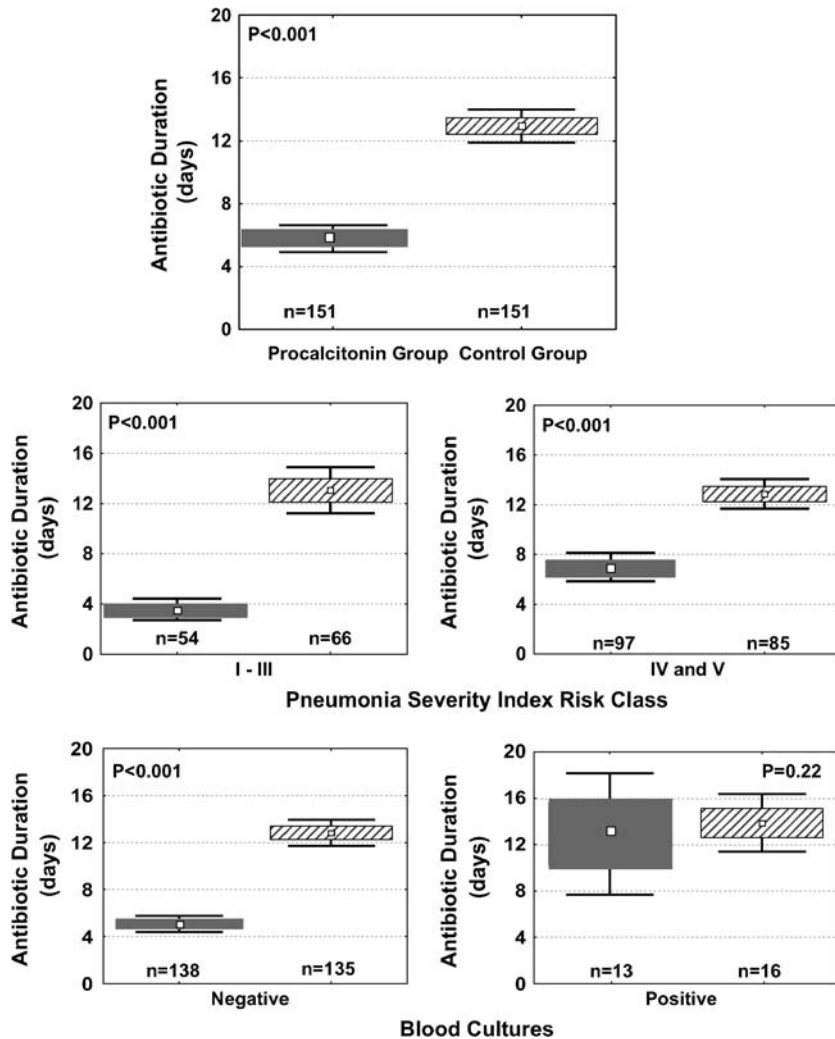 20
P<0.001
16
12
8
4
0
Antibiotic Duration
(days)
n=151 n=151
Procalcitonin Group Control Group
20
P<0.001
16
12
8
4
0
Antibiotic Duration
(days)
n=54 n=66
I - III
20
P<0.001
16
12
8
4
0
Antibiotic Duration
(days)
n=97 n=85
IV and V
Pneumonia Severity Index Risk Class
20
P<0.001
16
12
8
4
0
Antibiotic Duration
(days)
n=138 n=135
Negative
20
P=0.22
16
12
8
4
0
Antibiotic Duration
(days)
n=13 n=16
Positive
Blood Cultures